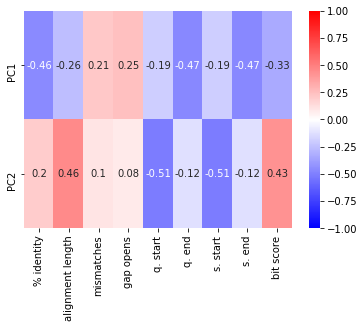 PC1
-0.46 -0.26 0.21 0.25 -0.19 -0.47 -0.19 -0.47 -0.33
PC2
0.2 0.46 0.1 0.08 -0.51 -0.12 -0.51 -0.12 0.43
% identity
alignment length
mismatches
gap opens
q. start
q. end
s. start
s. end
bit score
1.00
0.75
0.50
0.25
0.00
−0.25
−0.50
−0.75
−1.00